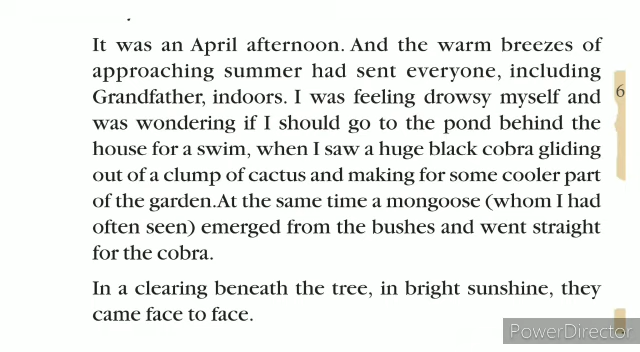 It was an April afternoon. And the warm breezes of
approaching summer had sent everyone, including
Grandfather, indoors. I was feeling drowsy myself and
was wondering if I should go to the pond behind the
house for a swim, when I saw a huge black cobra gliding
out of a clump of cactus and making for some cooler part
of the garden.At the same time a mongoose (whom I had
often seen) emerged from the bushes and went straight
for the cobra.
In a clearing beneath the tree, in bright sunshine, they
came face to face.
6
PowerDirector